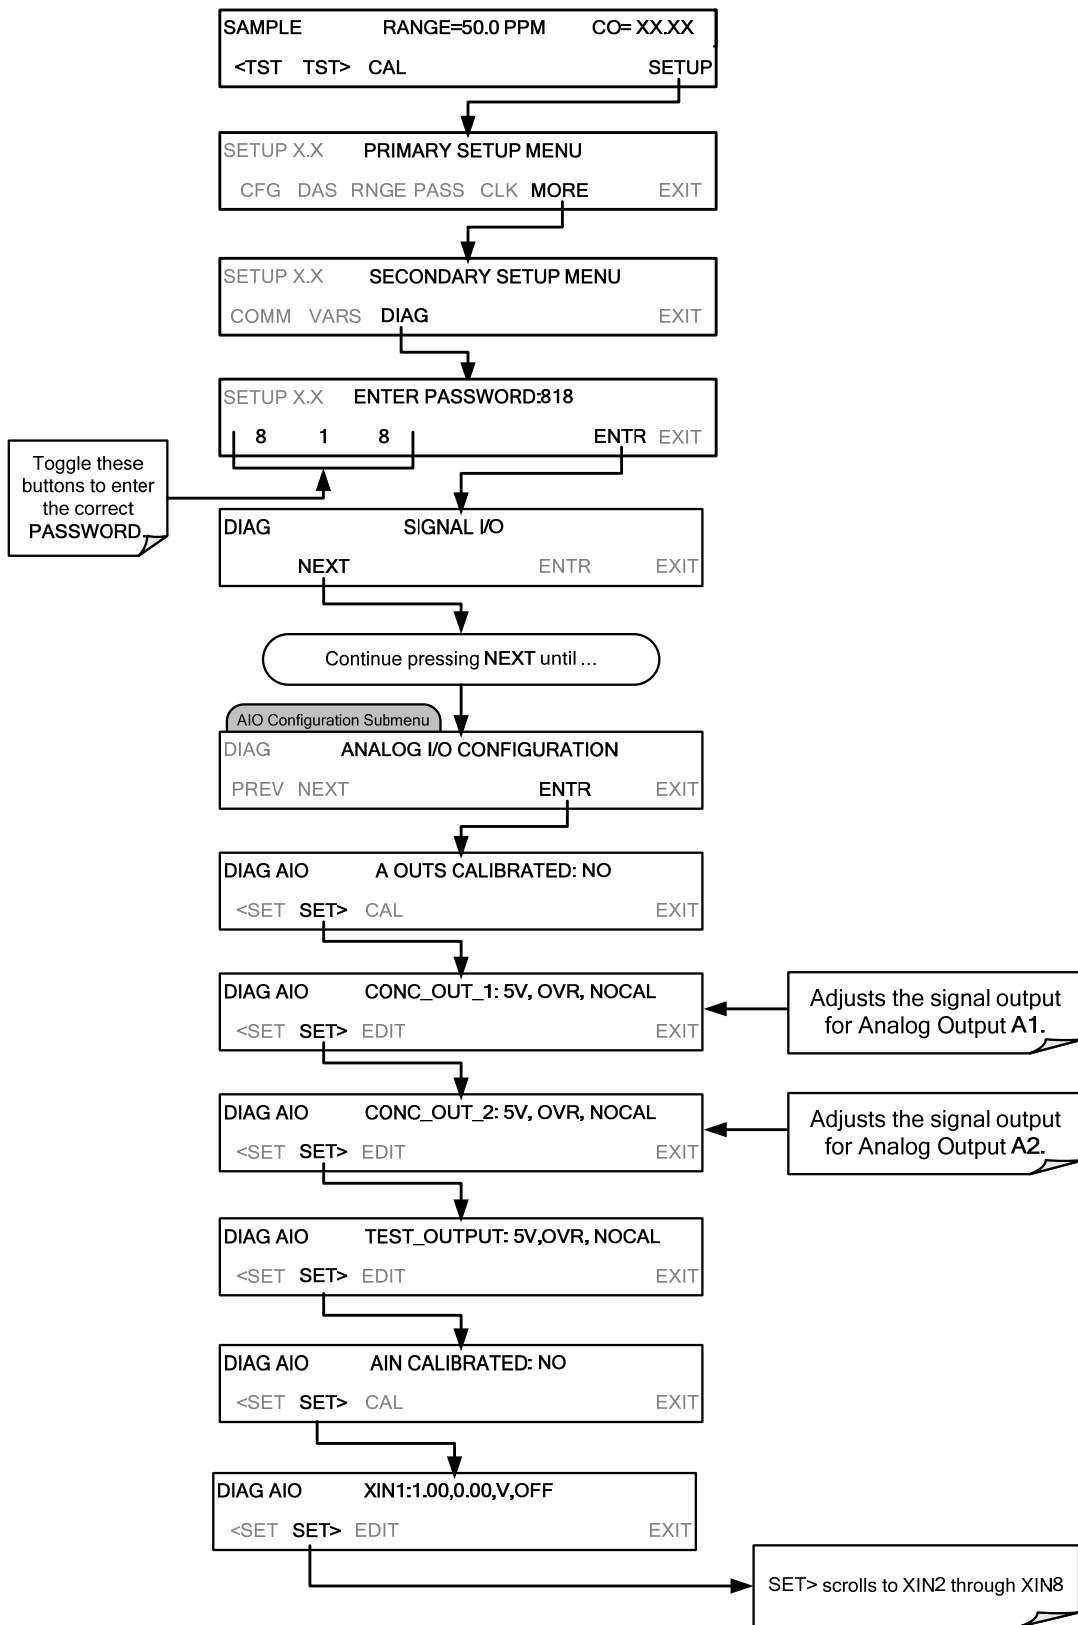 SAMPLE RANGE=50.0 PPM CO= XX.XX
<TST TST> CAL SETUP
SETUP X.X PRIMARY SETUP MENU
CFG DAS RNGE PASS CLK MORE EXIT
SETUP X.X SECONDARY SETUP MENU
COMM VARS DIAG EXIT
SETUP X.X ENTER PASSWORD:818
8 1 8 ENTR EXIT
Toggle these
buttons to enter
the correct
PASSWORD.
DIAG SIGNAL I/O
NEXT ENTR EXIT
Continue pressing NEXT until ...
AIO Configuration Submenu
DIAG ANALOG I/O CONFIGURATION
PREV NEXT ENTR EXIT
DIAG AIO A OUTS CALIBRATED: NO
<SET SET> CAL EXIT
DIAG AIO CONC_OUT_1: 5V, OVR, NOCAL
<SET SET> EDIT EXIT
Adjusts the signal output
for Analog Output A1.
DIAG AIO CONC_OUT_2: 5V, OVR, NOCAL
<SET SET> EDIT EXIT
Adjusts the signal output
for Analog Output A2.
DIAG AIO TEST_OUTPUT: 5V,OVR, NOCAL
<SET SET> EDIT EXIT
DIAG AIO AIN CALIBRATED: NO
<SET SET> CAL EXIT
DIAG AIO XIN1:1.00,0.00,V,OFF
<SET SET> EDIT EXIT
SET> scrolls to XIN2 through XIN8